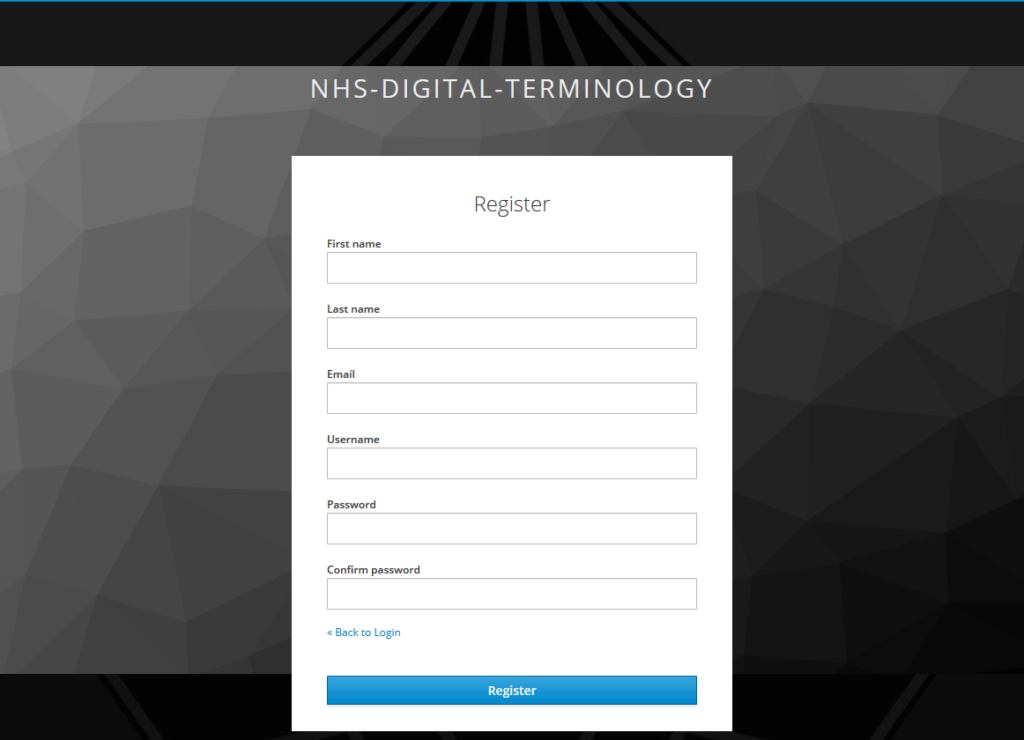 NHS-DIGITAL-TERMINOLOGY
Register
First name
Last name
Email
Username
Password
Confirm password
« Back to Login
Register